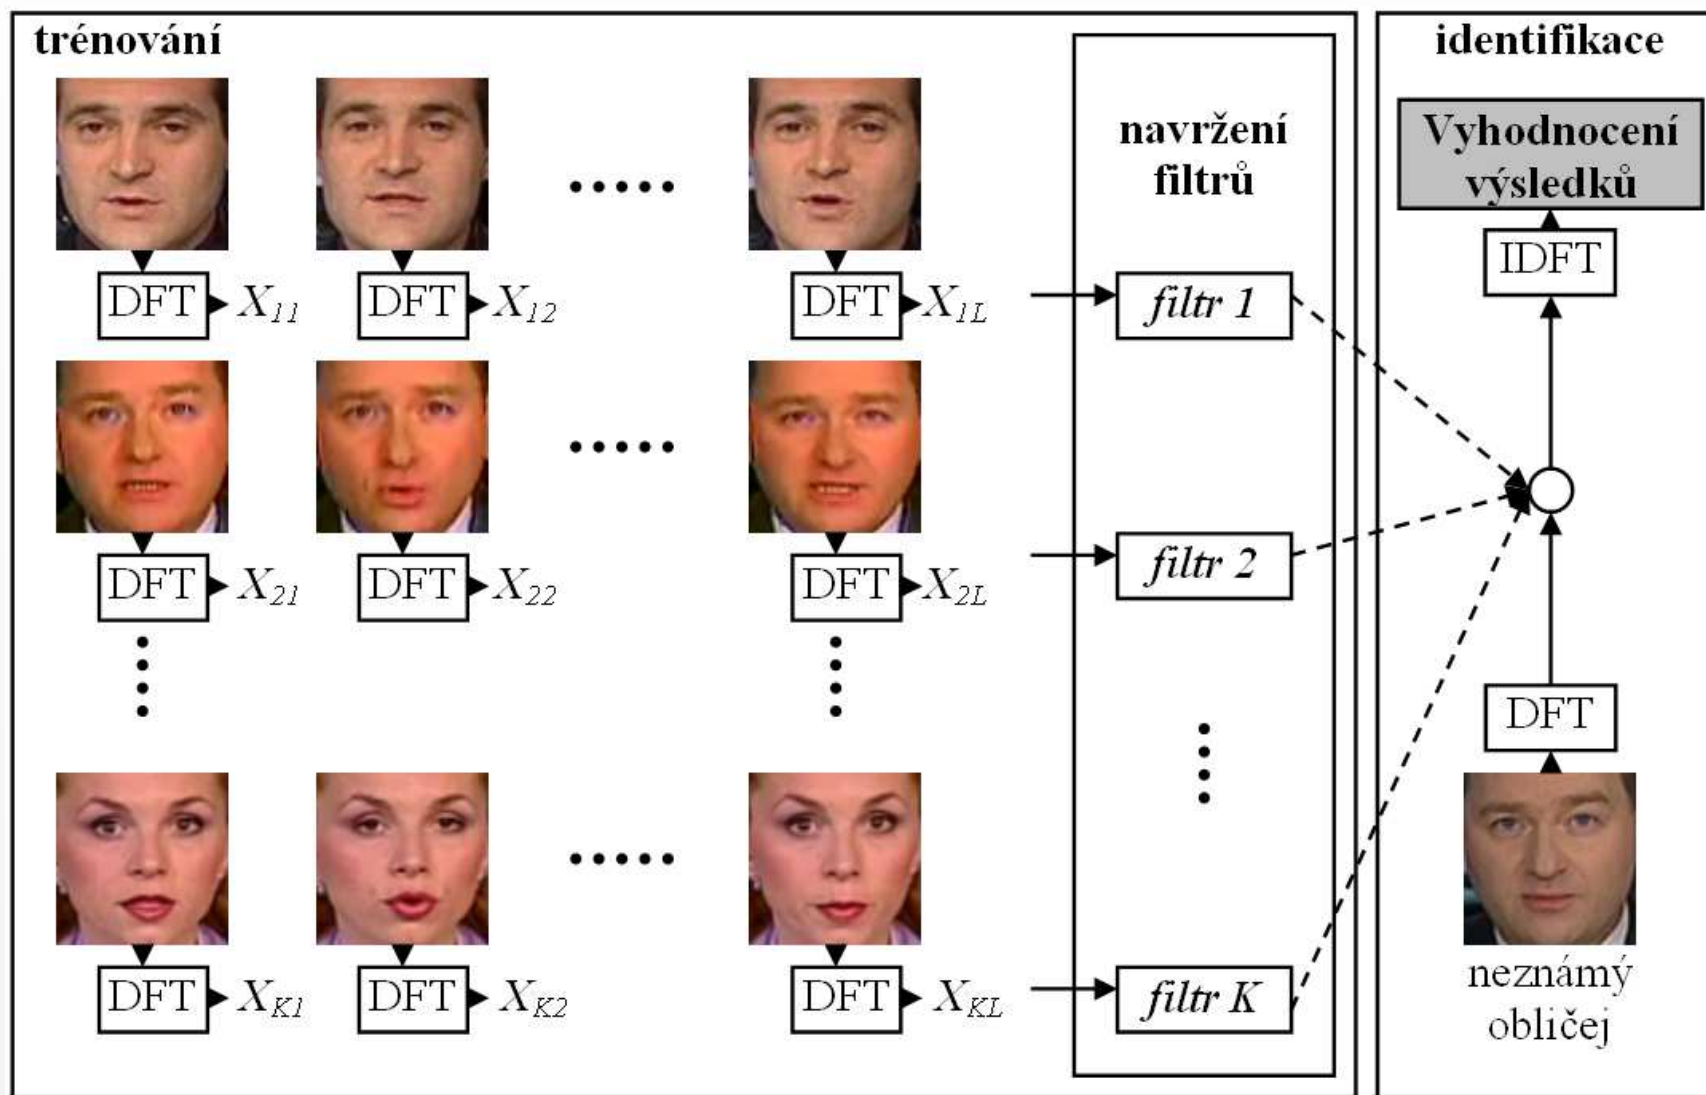 trénování
DFT X11 DFT X12 DFT X1L
DFT X21 DFT X22 DFT X2L
DFT XK1 DFT XK2 DFT XKL
navržení
filtrů
filtr 1
filtr 2
filtr K
identifikace
Vyhodnocení
výsledků
IDFT
DFT
neznámý
obličej